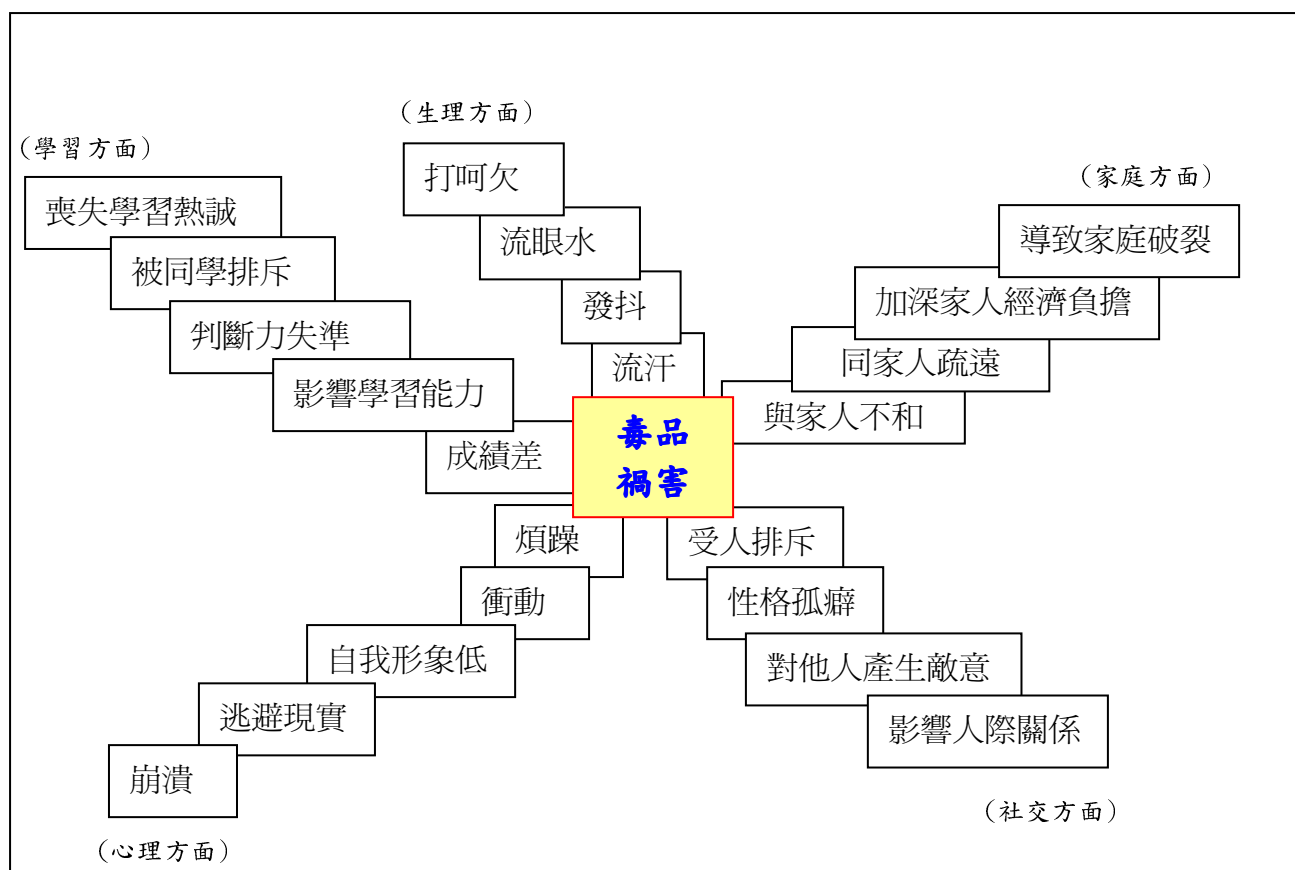 (生理方面)
打呵欠
流眼水
發抖
流汗
(學習方面)
喪失學習熱誠
被同學排斥
判斷力失準
影響學習能力
成績差
(家庭方面)
導致家庭破裂
加深家人經濟負擔
同家人疏遠
與家人不和
毒品
禍害
煩躁
衝動
自我形象低
逃避現實
崩潰
(心理方面)
受人排斥
性格孤癖
對他人產生敵意
影響人際關係
(社交方面)